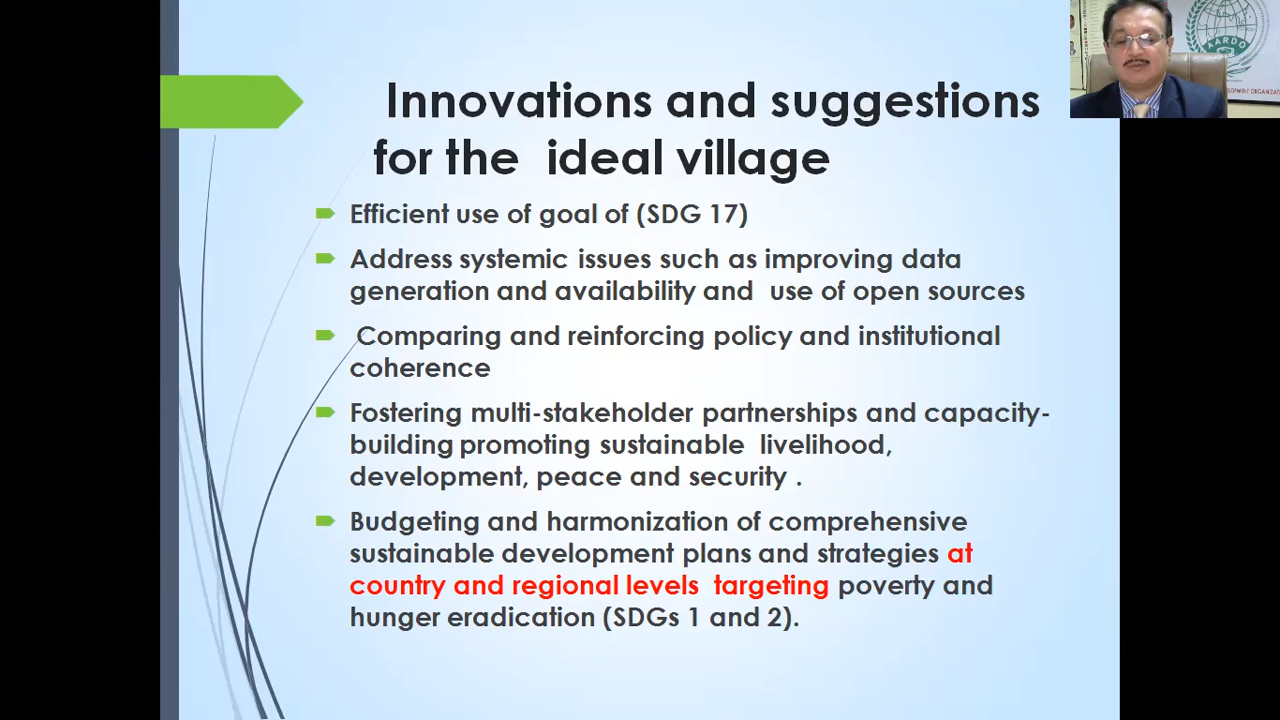 Innovations and suggestions
for the ideal village
Efficient use of goal of (SDG 17)
Address systemic issues such as improving data
generation and availability and use of open sources
Comparing and reinforcing policy and institutional
coherence
Fostering multi-stakeholder partnerships and capacity-
building promoting sustainable livelihood,
development, peace and security .
Budgeting and harmonization of comprehensive
sustainable development plans and strategies at
country and regional levels targeting poverty and
hunger eradication (SDGs 1 and 2).
AARDO